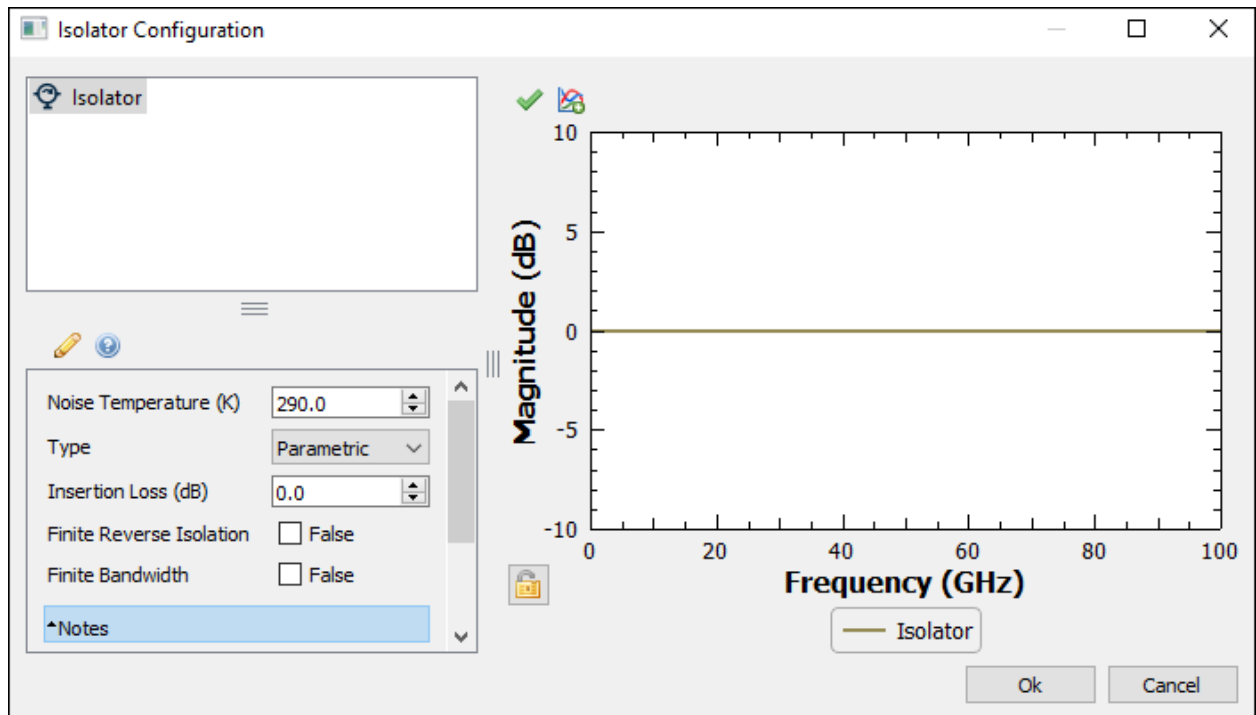 Isolator Configuration
Isolator
Noise Temperature (K) 290.0
Type Parametric
Insertion Loss (dB) 0.0
Finite Reverse Isolation False
Finite Bandwidth False
Notes
Magnitude (dB)
10
5
0
-5
-10
0 20 40 60 80 100
Frequency (GHz)
Isolator
Ok Cancel